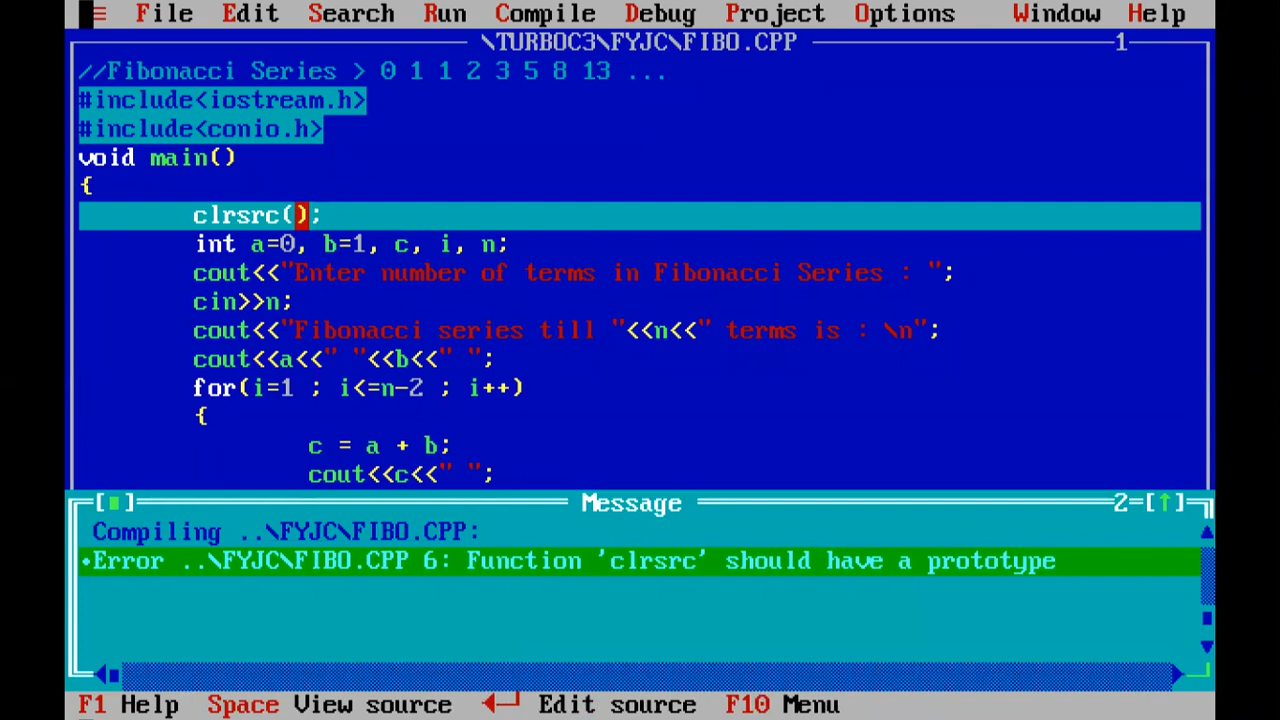 ≡ File Edit Search Run Compile Debug Project Options Window Help
\TURBOC3\FYJC\FIBO.CPP 1
//Fibonacci Series > 0 1 1 2 3 5 8 13 ...
#include<iostream.h>
#include<conio.h>
void main()
{
clrsrc();
int a=0, b=1, c, i, n;
cout<<"Enter number of terms in Fibonacci Series : ";
cin>>n;
cout<<"Fibonacci series till "<<n<<" terms is : \n";
cout<<a<<" "<<b<<" ";
for(i=1 ; i<=n-2 ; i++)
{
c = a + b;
cout<<c<<" ";
[■] Message 2=[↑]
Compiling ..\FYJC\FIBO.CPP:
•Error ..\FYJC\FIBO.CPP 6: Function 'clrsrc' should have a prototype
F1 Help Space View source ◄┘ Edit source F10 Menu